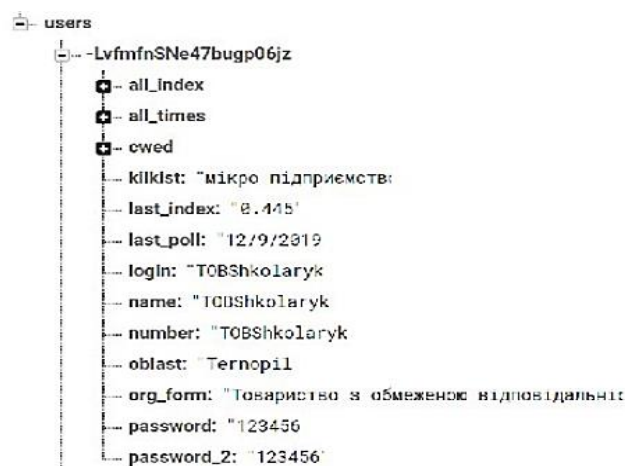 users
-LvfmfnSNe47bugp06jz
all_index
all_times
cwed
kilkist: "мікро підприємств
last_index: "0.445"
last_poll: "12/9/2019
login: "TOBShkolaryk
name: "TOBShkolaryk
number: "TOBShkolaryk
oblast: "Ternopil
org_form: "Товариство з обмеженою відповідальніс
password: "123456
password_2: "123456"